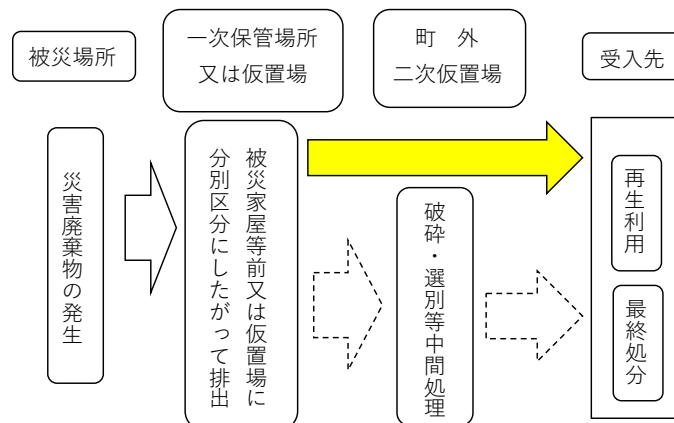 被災場所
一次保管場所
又は仮置場
町　外
二次仮置場
受入先
災害廃棄物の発生
被災家屋等前又は仮置場に
分別区分にしたがって排出
破砕・選別等中間処理
再生利用
最終処分